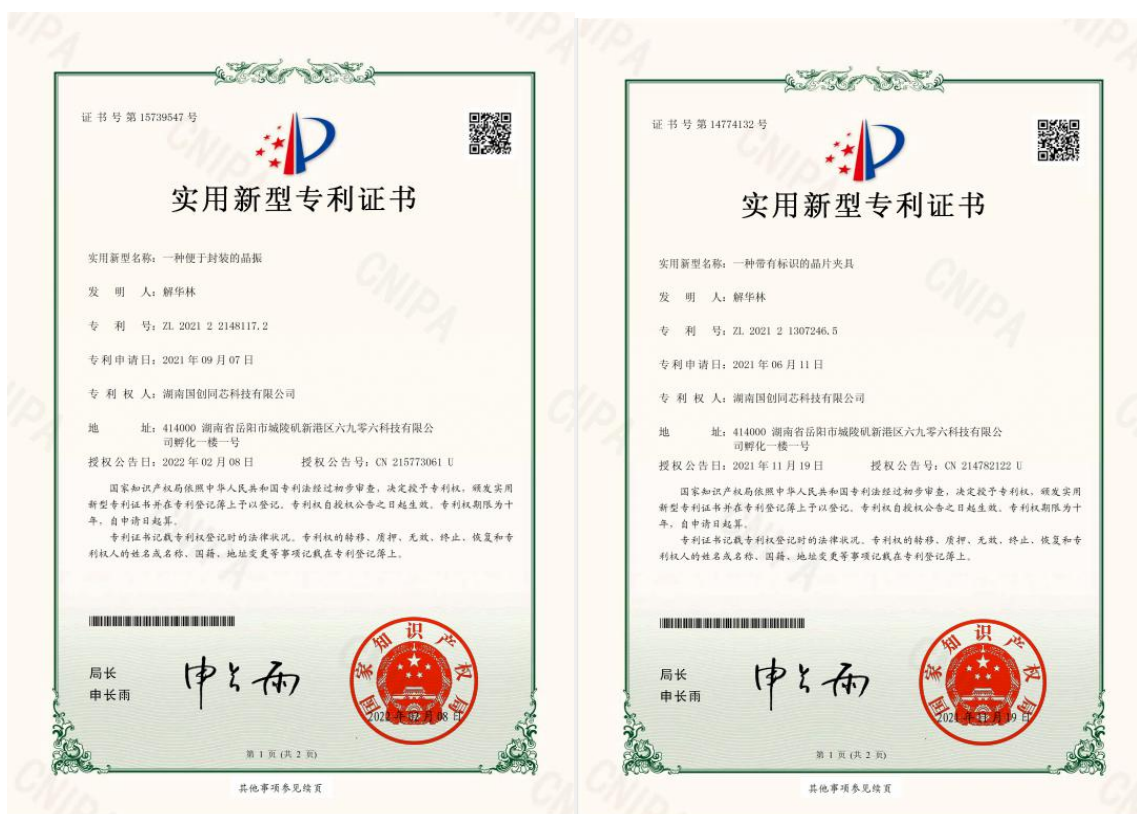 证书号第15739547号
实用新型专利证书
实用新型名称：一种便于封装的晶振
发明人：解华林
专利号：ZL 2021 2 2148117.2
专利申请日：2021年09月07日
专利权人：湖南国创同芯科技有限公司
地址：414000 湖南省岳阳市城陵矶新港区六九零六科技有限公
司孵化一楼一号
授权公告日：2022年02月08日 授权公告号：CN 215773061 U
国家知识产权局依照中华人民共和国专利法经过初步审查，决定授予专利权，颁发实用
新型专利证书并在专利登记簿上予以登记。专利权自授权公告之日起生效。专利权期限为十
年，自申请日起算。
专利证书记载专利权登记时的法律状况。专利权的转移、质押、无效、终止、恢复和专
利权人的姓名或名称、国籍、地址变更等事项记载在专利登记簿上。
局长
申长雨
申长雨
国家知识产权局
2022年02月08日
第 1 页 (共 2 页)
其他事项参见续页
证书号第14774132号
实用新型专利证书
实用新型名称：一种带有标识的晶片夹具
发明人：解华林
专利号：ZL 2021 2 1307246.5
专利申请日：2021年06月11日
专利权人：湖南国创同芯科技有限公司
地址：414000 湖南省岳阳市城陵矶新港区六九零六科技有限公
司孵化一楼一号
授权公告日：2021年11月19日 授权公告号：CN 214782122 U
国家知识产权局依照中华人民共和国专利法经过初步审查，决定授予专利权，颁发实用
新型专利证书并在专利登记簿上予以登记。专利权自授权公告之日起生效。专利权期限为十
年，自申请日起算。
专利证书记载专利权登记时的法律状况。专利权的转移、质押、无效、终止、恢复和专
利权人的姓名或名称、国籍、地址变更等事项记载在专利登记簿上。
局长
申长雨
申长雨
国家知识产权局
2021年11月19日
第 1 页 (共 2 页)
其他事项参见续页
CNIPA